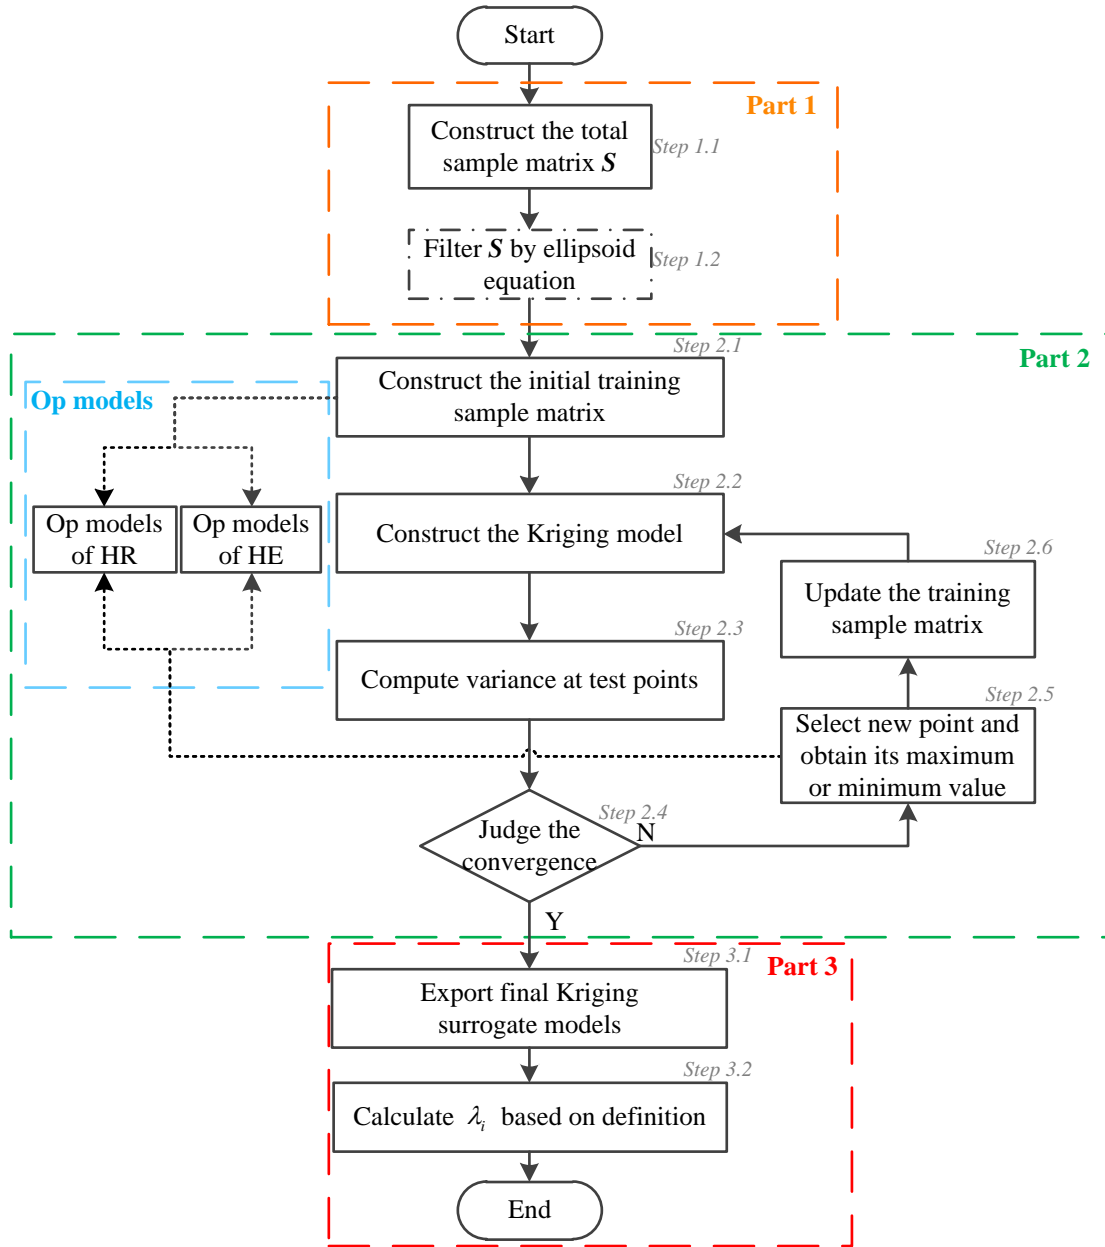 Start
Part 1
Construct the total
sample matrix S
Step 1.1
Filter S by ellipsoid
equation
Step 1.2
Part 2
Step 2.1
Construct the initial training
sample matrix
Op models
Op models
of HR
Op models
of HE
Step 2.2
Construct the Kriging model
Step 2.6
Update the training
sample matrix
Step 2.3
Compute variance at test points
Step 2.5
Select new point and
obtain its maximum
or minimum value
Step 2.4
Judge the
convergence
N
Y
Part 3
Step 3.1
Export final Kriging
surrogate models
Step 3.2
Calculate λi based on definition
End